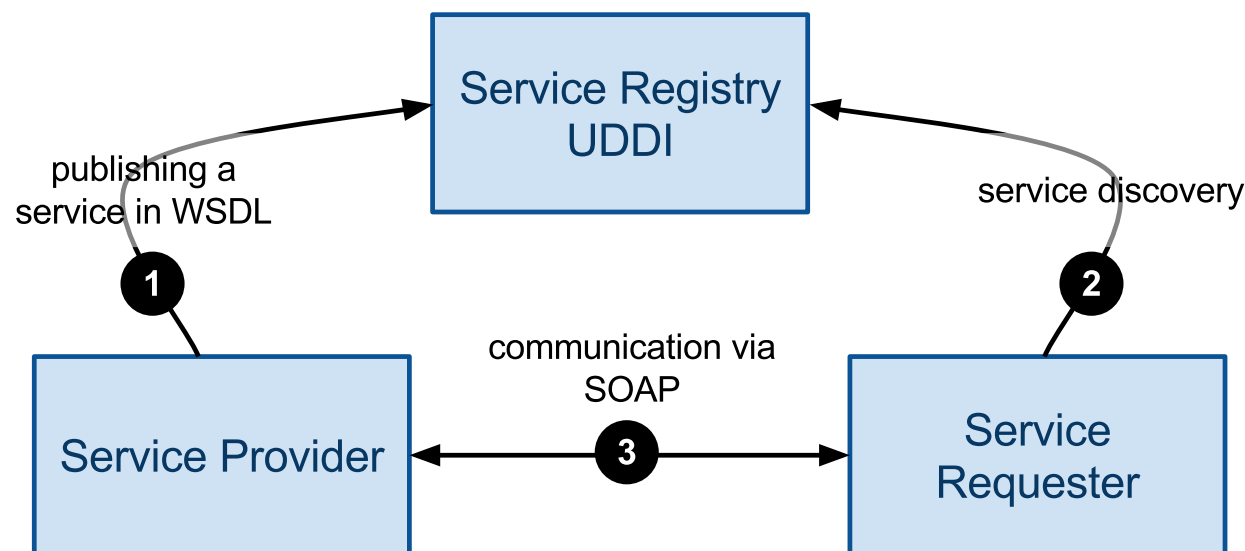 Service Registry
UDDI
publishing a
service in WSDL
service discovery
1
2
communication via
SOAP
3
Service Provider
Service
Requester